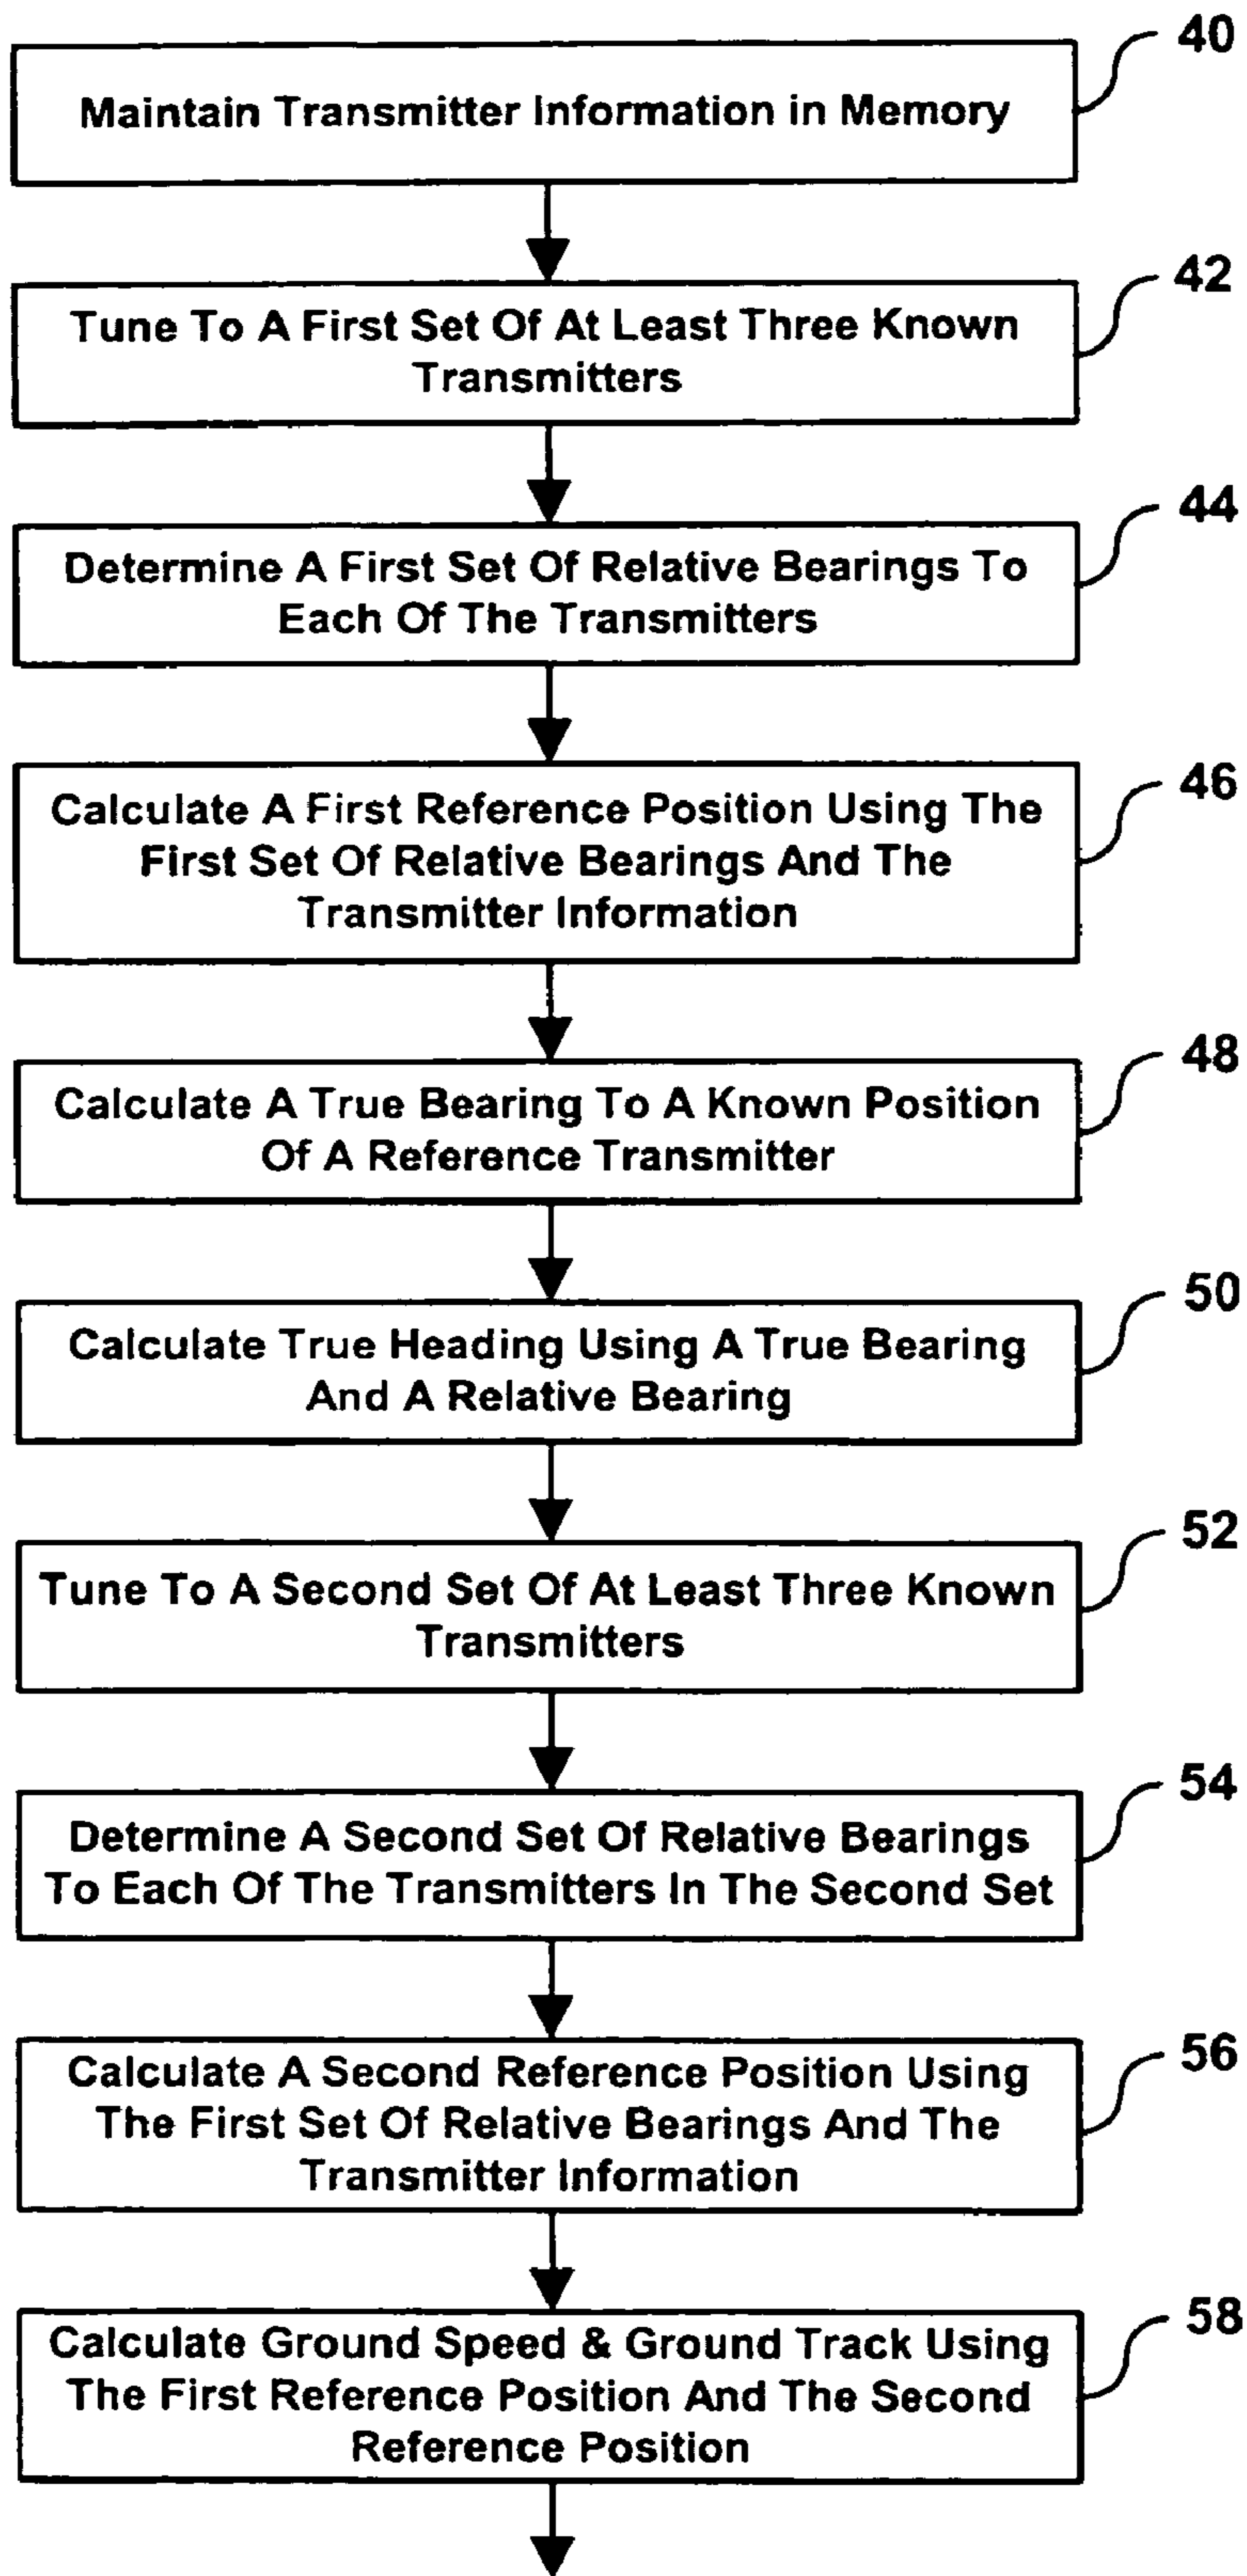 40
Maintain Transmitter Information in Memory
42
Tune To A First Set Of At Least Three Known
Transmitters
44
Determine A First Set Of Relative Bearings To
Each Of The Transmitters
46
Calculate A First Reference Position Using The
First Set Of Relative Bearings And The
Transmitter Information
48
Calculate A True Bearing To A Known Position
Of A Reference Transmitter
50
Calculate True Heading Using A True Bearing
And A Relative Bearing
52
Tune To A Second Set Of At Least Three Known
Transmitters
54
Determine A Second Set Of Relative Bearings
To Each Of The Transmitters In The Second Set
56
Calculate A Second Reference Position Using
The First Set Of Relative Bearings And The
Transmitter Information
58
Calculate Ground Speed & Ground Track Using
The First Reference Position And The Second
Reference Position